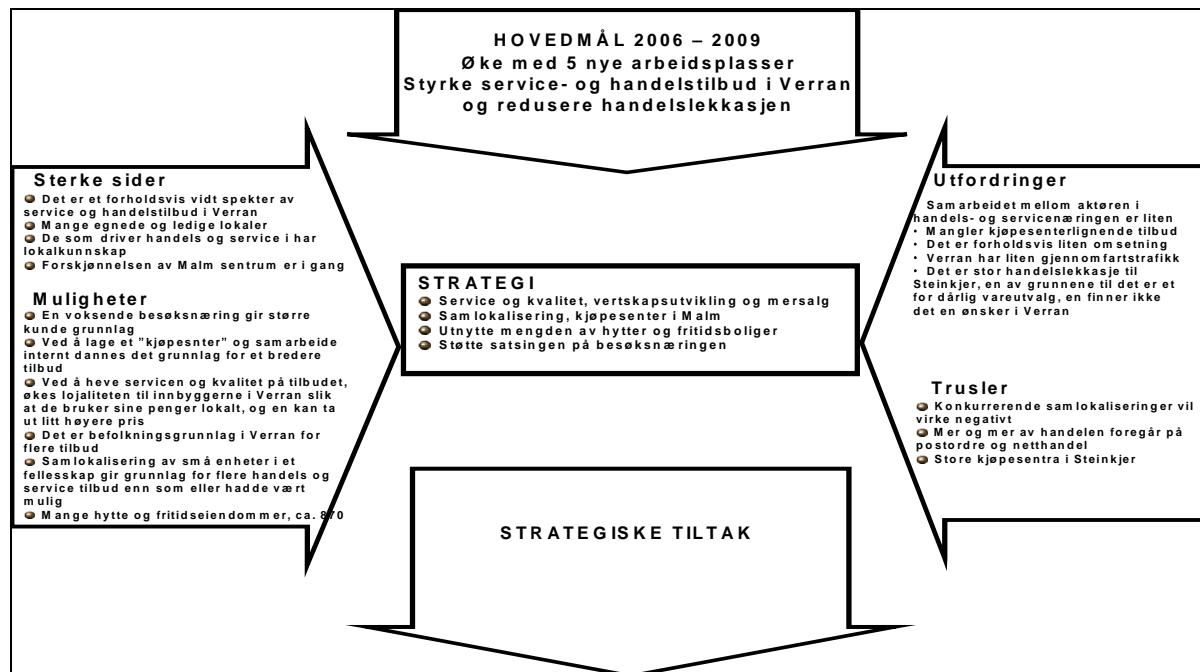 HOVEDMÅL 2006 – 2009
Øke med 5 nye arbeidsplasser
Styrke service- og handelstilbud i Verran
og redusere handelslekkasjen
Sterke sider
Det er et forholdsvis vidt spekter av
service og handelstilbud i Verran
Mange egnede og ledige lokaler
De som driver handels og service i har
lokalkunnskap
Forskjønnelsen av Malm sentrum er i gang
Muligheter
En voksende besøksnæring gir større
kunde grunnlag
Ved å lage et ”kjøpesnter” og samarbeide
internt dannes det grunnlag for et bredere
tilbud
Ved å heve servicen og kvalitet på tilbudet,
økes lojaliteten til innbyggerne i Verran slik
at de bruker sine penger lokalt, og en kan ta
ut litt høyere pris
Det er befolkningsgrunnlag i Verran for
flere tilbud
Samlokalisering av små enheter i et
fellesskap gir grunnlag for flere handels og
service tilbud enn som eller hadde vært
mulig
Mange hytte og fritidseiendommer, ca. 870
STRATEGI
Service og kvalitet, vertskapsutvikling og mersalg
Samlokalisering, kjøpesenter i Malm
Utnytte mengden av hytter og fritidsboliger
Støtte satsingen på besøksnæringen
Utfordringer
Samarbeidet mellom aktøren i
handels- og servicenæringen er liten
• Mangler kjøpesenterlignende tilbud
• Det er forholdsvis liten omsetning
• Verran har liten gjennomfartstrafikk
• Det er stor handelslekkasje til
Steinkjer, en av grunnene til det er et
for dårlig vareutvalg, en finner ikke
det en ønsker i Verran
Trusler
Konkurrerende samlokaliseringer vil
virke negativt
Mer og mer av handelen foregår på
postordre og netthandel
Store kjøpesentra i Steinkjer
STRATEGISKE TILTAK